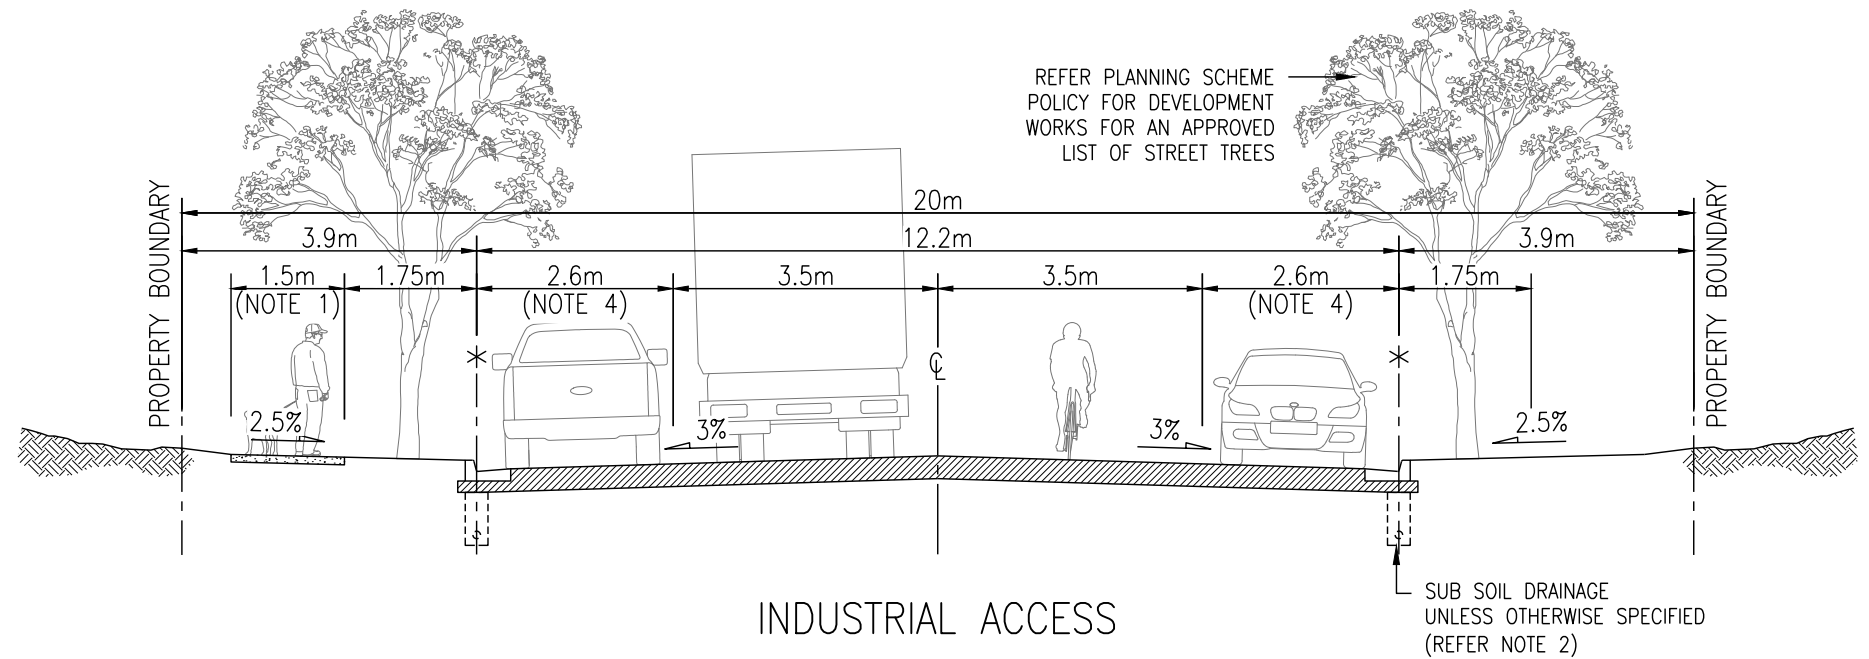 REFER PLANNING SCHEME
POLICY FOR DEVELOPMENT
WORKS FOR AN APPROVED
LIST OF STREET TREES
PROPERTY BOUNDARY
PROPERTY BOUNDARY
20m
3.9m
12.2m
3.9m
1.5m
(NOTE 1)
1.75m
2.6m
(NOTE 4)
3.5m
3.5m
2.6m
(NOTE 4)
1.75m
℄
2.5%
3%
3%
2.5%
S
S
SUB SOIL DRAINAGE
UNLESS OTHERWISE SPECIFIED
(REFER NOTE 2)
INDUSTRIAL ACCESS